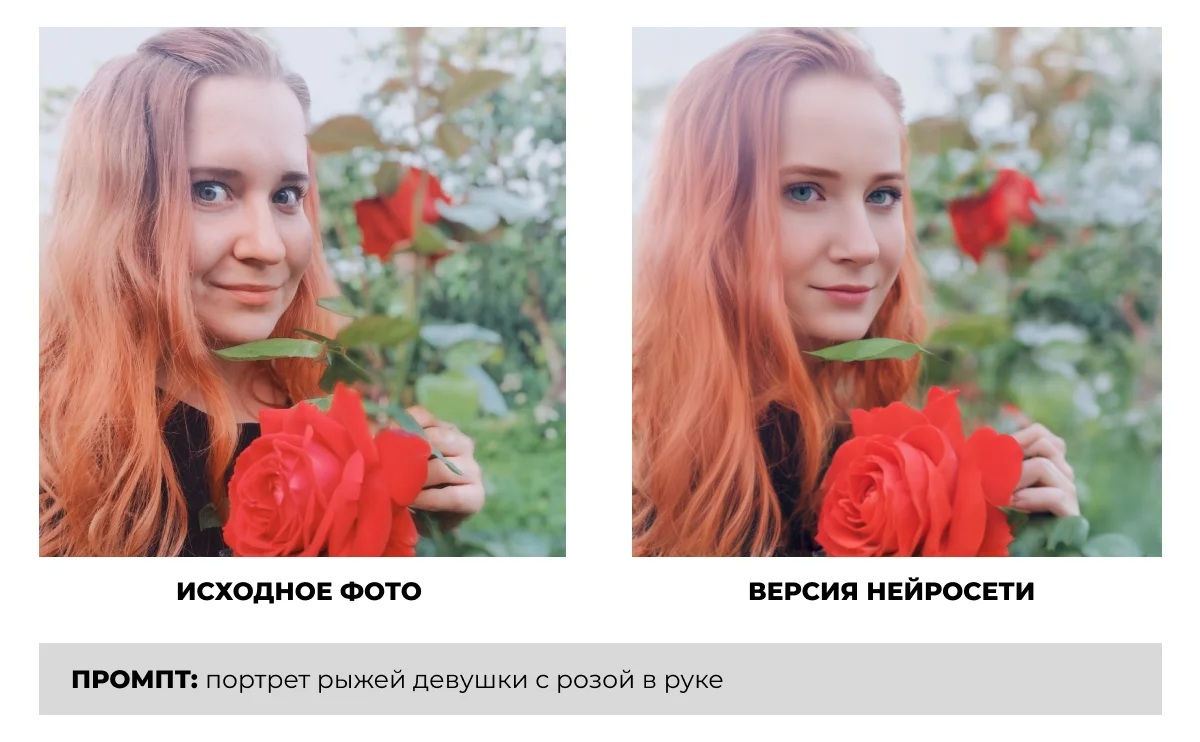 ИСХОДНОЕ ФОТО
ВЕРСИЯ НЕЙРОСЕТИ
ПРОМПТ: портрет рыжей девушки с розой в руке